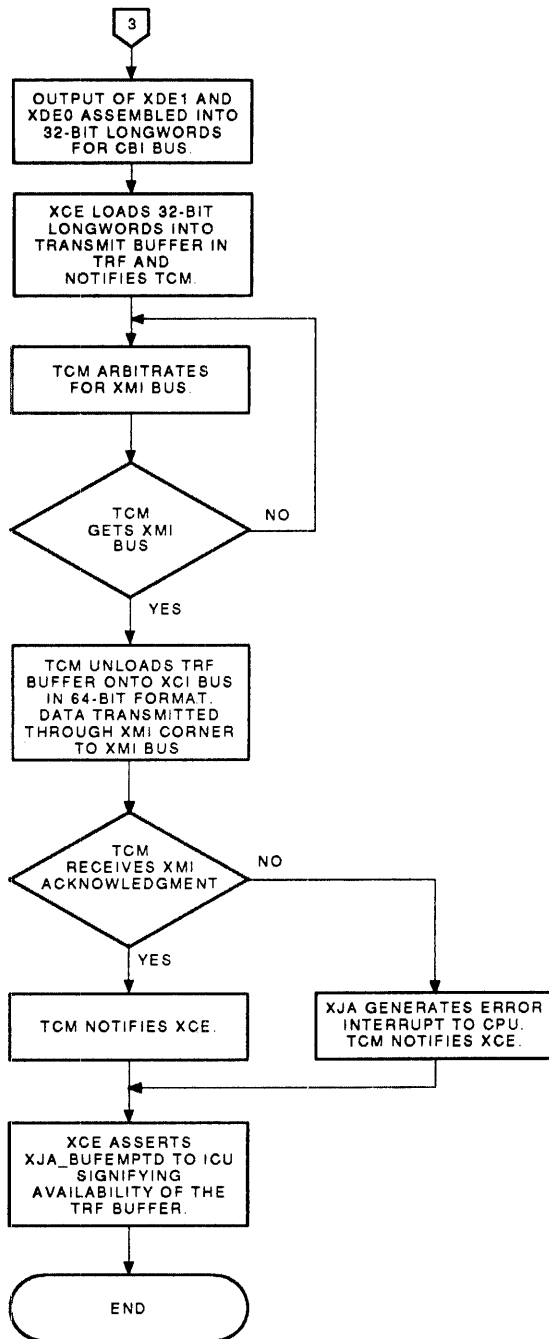 3
OUTPUT OF XDE1 AND
XDE0 ASSEMBLED INTO
32-BIT LONGWORDS
FOR CBI BUS.
XCE LOADS 32-BIT
LONGWORDS INTO
TRANSMIT BUFFER IN
TRF AND
NOTIFIES TCM.
TCM ARBITRATES
FOR XMI BUS.
TCM
GETS XMI
BUS
NO
YES
TCM UNLOADS TRF
BUFFER ONTO XCI BUS
IN 64-BIT FORMAT.
DATA TRANSMITTED
THROUGH XMI CORNER
TO XMI BUS
TCM
RECEIVES XMI
ACKNOWLEDGMENT
NO
YES
TCM NOTIFIES XCE.
XJA GENERATES ERROR
INTERRUPT TO CPU.
TCM NOTIFIES XCE.
XCE ASSERTS
XJA_BUFEMPTD TO ICU
SIGNIFYING
AVAILABILITY OF THE
TRF BUFFER.
END